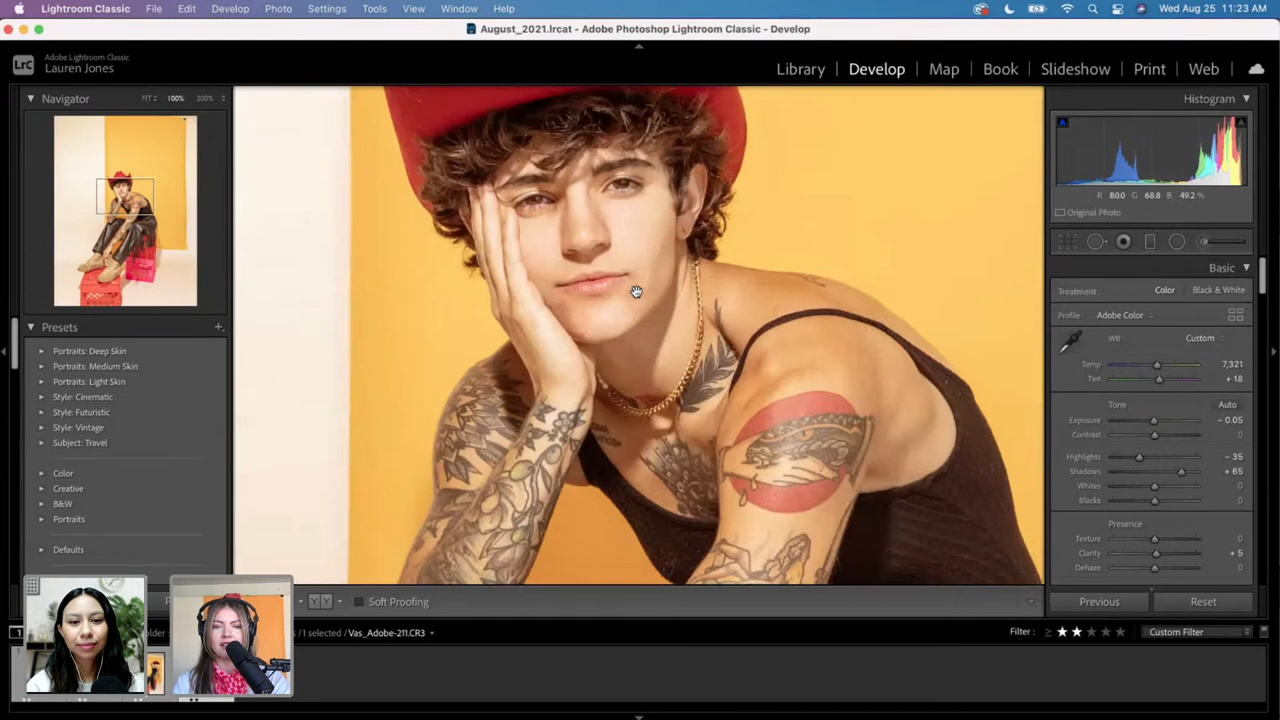 Lightroom Classic File Edit Develop Photo Settings Tools View Window Help Wed Aug 25 11:23 AM
August_2021.lrcat - Adobe Photoshop Lightroom Classic - Develop
LrC Adobe Lightroom Classic
Lauren Jones
Library Develop Map Book Slideshow Print Web
Navigator FIT 100% 200%
Histogram
R 80.0 G 68.8 B 49.2 %
Original Photo
Basic
Treatment Color Black & White
Profile: Adobe Color
WB: Custom
Temp 7,321
Tint + 18
Tone Auto
Exposure - 0.05
Contrast 0
Highlights - 35
Shadows + 65
Whites 0
Blacks 0
Presence
Texture 0
Clarity + 5
Dehaze 0
Previous Reset
Presets
Portraits: Deep Skin
Portraits: Medium Skin
Portraits: Light Skin
Style: Cinematic
Style: Futuristic
Style: Vintage
Subject: Travel
Color
Creative
B&W
Portraits
Defaults
YY Soft Proofing
1 / 1 selected / Vas_Adobe-211.CR3
Filter: ≥ Custom Filter